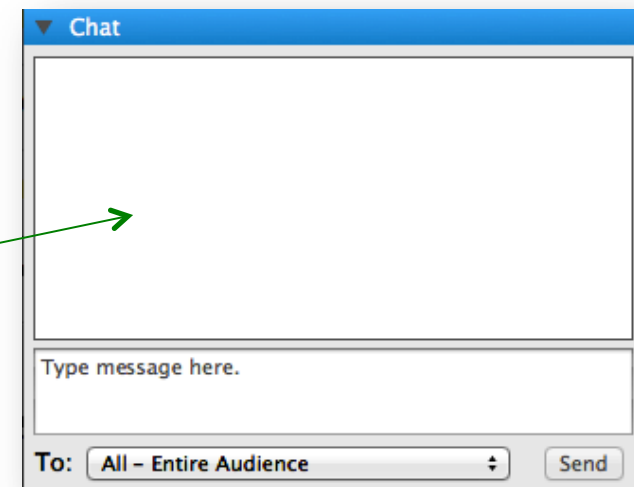 Chat
Type message here.
To: All – Entire Audience Send